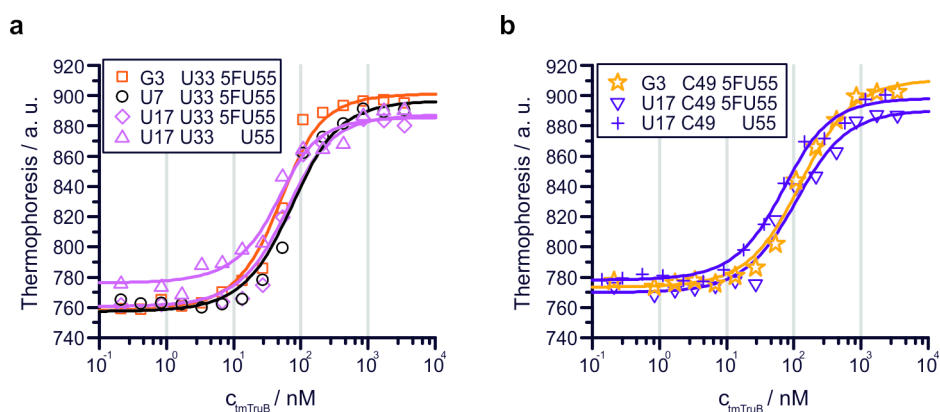 a
920
900
880
860
840
820
800
780
760
740
Thermophoresis / a. u.
G3 U33 5FU55
U7 U33 5FU55
U17 U33 5FU55
U17 U33 U55
10⁻¹ 10⁰ 10¹ 10² 10³ 10⁴
c_tmTruB / nM
b
920
900
880
860
840
820
800
780
760
740
Thermophoresis / a. u.
G3 C49 5FU55
U17 C49 5FU55
U17 C49 U55
10⁻¹ 10⁰ 10¹ 10² 10³ 10⁴
c_tmTruB / nM